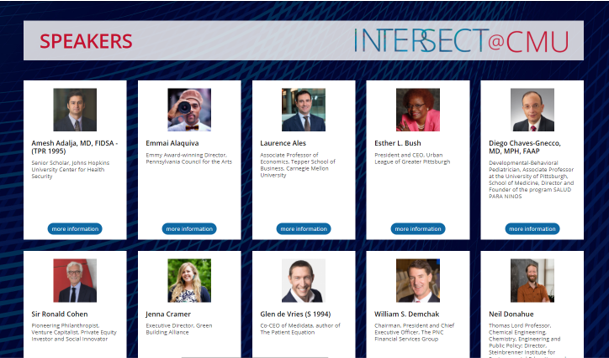 SPEAKERS
INTERSECT@CMU
Amesh Adalja, MD, FIDSA -
(TPR 1995)
Senior Scholar, Johns Hopkins
University Center for Health
Security
more information
Emmai Alaquiva
Emmy Award-winning Director,
Pennsylvania Council for the Arts
more information
Laurence Ales
Associate Professor of
Economics, Tepper School of
Business, Carnegie Mellon
University
more information
Esther L. Bush
President and CEO, Urban
League of Greater Pittsburgh
more information
Diego Chaves-Gnecco,
MD, MPH, FAAP
Developmental-Behavioral
Pediatrician, Associate Professor
at the University of Pittsburgh,
School of Medicine, Director and
Founder of the program SALUD
PARA NINOS
more information
Sir Ronald Cohen
Pioneering Philanthropist,
Venture Capitalist, Private Equity
Investor and Social Innovator
Jenna Cramer
Executive Director, Green
Building Alliance
Glen de Vries (S 1994)
Co-CEO of Medidata, author of
The Patient Equation
William S. Demchak
Chairman, President and Chief
Executive Officer, The PNC
Financial Services Group
Neil Donahue
Thomas Lord Professor,
Chemical Engineering,
Chemistry, Engineering and
Public Policy; Director,
Steinbrenner Institute for